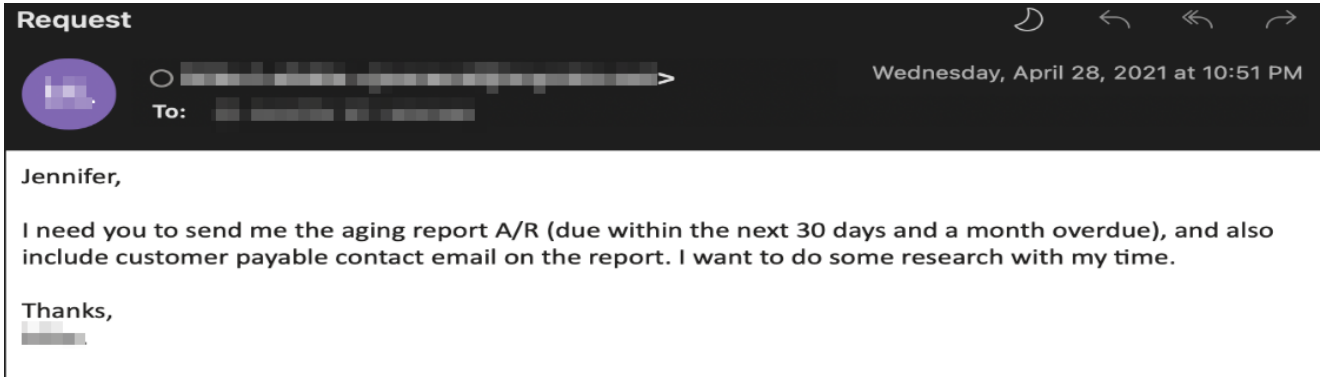 Request
>
Wednesday, April 28, 2021 at 10:51 PM
To:
Jennifer,
I need you to send me the aging report A/R (due within the next 30 days and a month overdue), and also
include customer payable contact email on the report. I want to do some research with my time.
Thanks,